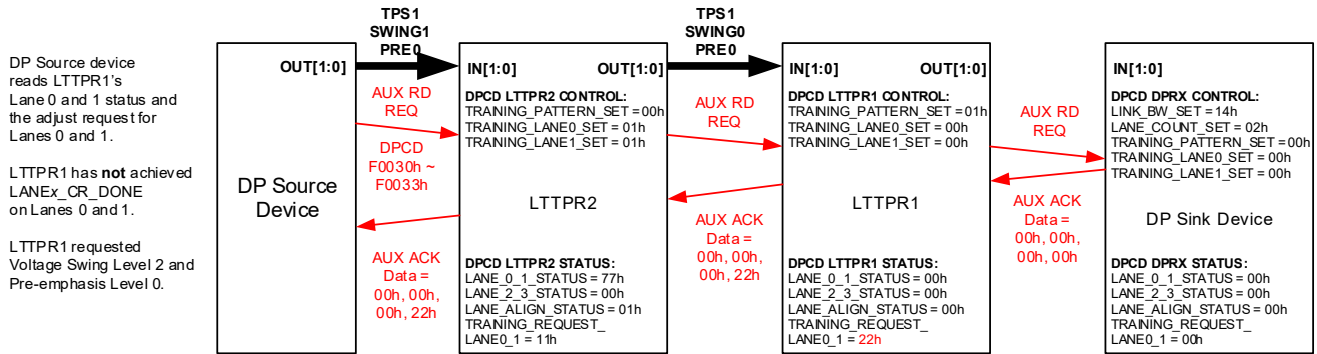 DP Source device
reads LTTPR1's
Lane 0 and 1 status and
the adjust request for
Lanes 0 and 1.
LTTPR1 has not achieved
LANEx_CR_DONE
on Lanes 0 and 1.
LTTPR1 requested
Voltage Swing Level 2 and
Pre-emphasis Level 0.
OUT[1:0]
DP Source
Device
TPS1
SWING1
PRE0
AUX RD
REQ
DPCD
F0030h ~
F0033h
AUX ACK
Data =
00h, 00h,
00h, 22h
IN[1:0]
OUT[1:0]
DPCD LTTPR2 CONTROL:
TRAINING_PATTERN_SET = 00h
TRAINING_LANE0_SET = 01h
TRAINING_LANE1_SET = 01h
LTTPR2
DPCD LTTPR2 STATUS:
LANE_0_1_STATUS = 77h
LANE_2_3_STATUS = 00h
LANE_ALIGN_STATUS = 01h
TRAINING_REQUEST_
LANE0_1 = 11h
TPS1
SWING0
PRE0
AUX RD
REQ
AUX ACK
Data =
00h, 00h,
00h, 22h
IN[1:0]
OUT[1:0]
DPCD LTTPR1 CONTROL:
TRAINING_PATTERN_SET = 01h
TRAINING_LANE0_SET = 00h
TRAINING_LANE1_SET = 00h
LTTPR1
DPCD LTTPR1 STATUS:
LANE_0_1_STATUS = 00h
LANE_2_3_STATUS = 00h
LANE_ALIGN_STATUS = 00h
TRAINING_REQUEST_
LANE0_1 = 22h
AUX RD
REQ
AUX ACK
Data =
00h, 00h,
00h, 00h
IN[1:0]
DPCD DPRX CONTROL:
LINK_BW_SET = 14h
LANE_COUNT_SET = 02h
TRAINING_PATTERN_SET = 00h
TRAINING_LANE0_SET = 00h
TRAINING_LANE1_SET = 00h
DP Sink Device
DPCD DPRX STATUS:
LANE_0_1_STATUS = 00h
LANE_2_3_STATUS = 00h
LANE_ALIGN_STATUS = 00h
TRAINING_REQUEST_
LANE0_1 = 00h